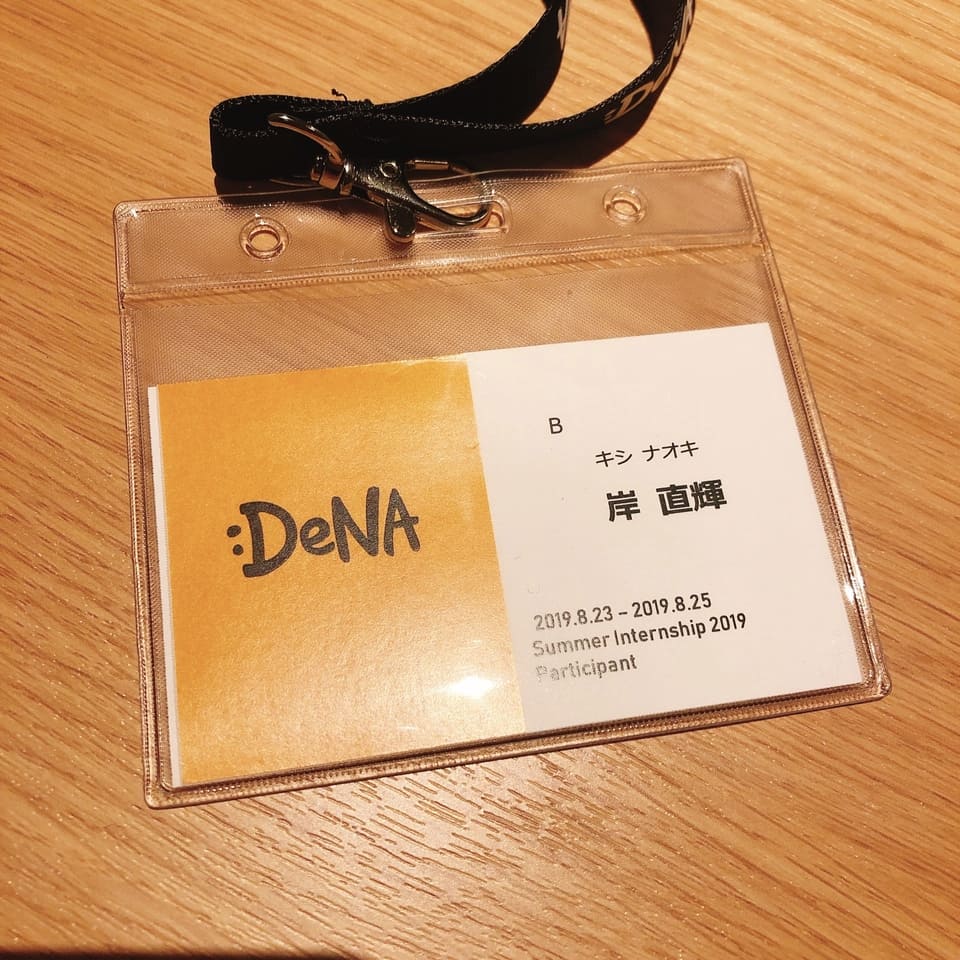 :DeNA
:DeNA
B
キシ ナオキ
岸 直輝
2019.8.23 – 2019.8.25
Summer Internship 2019
Participant